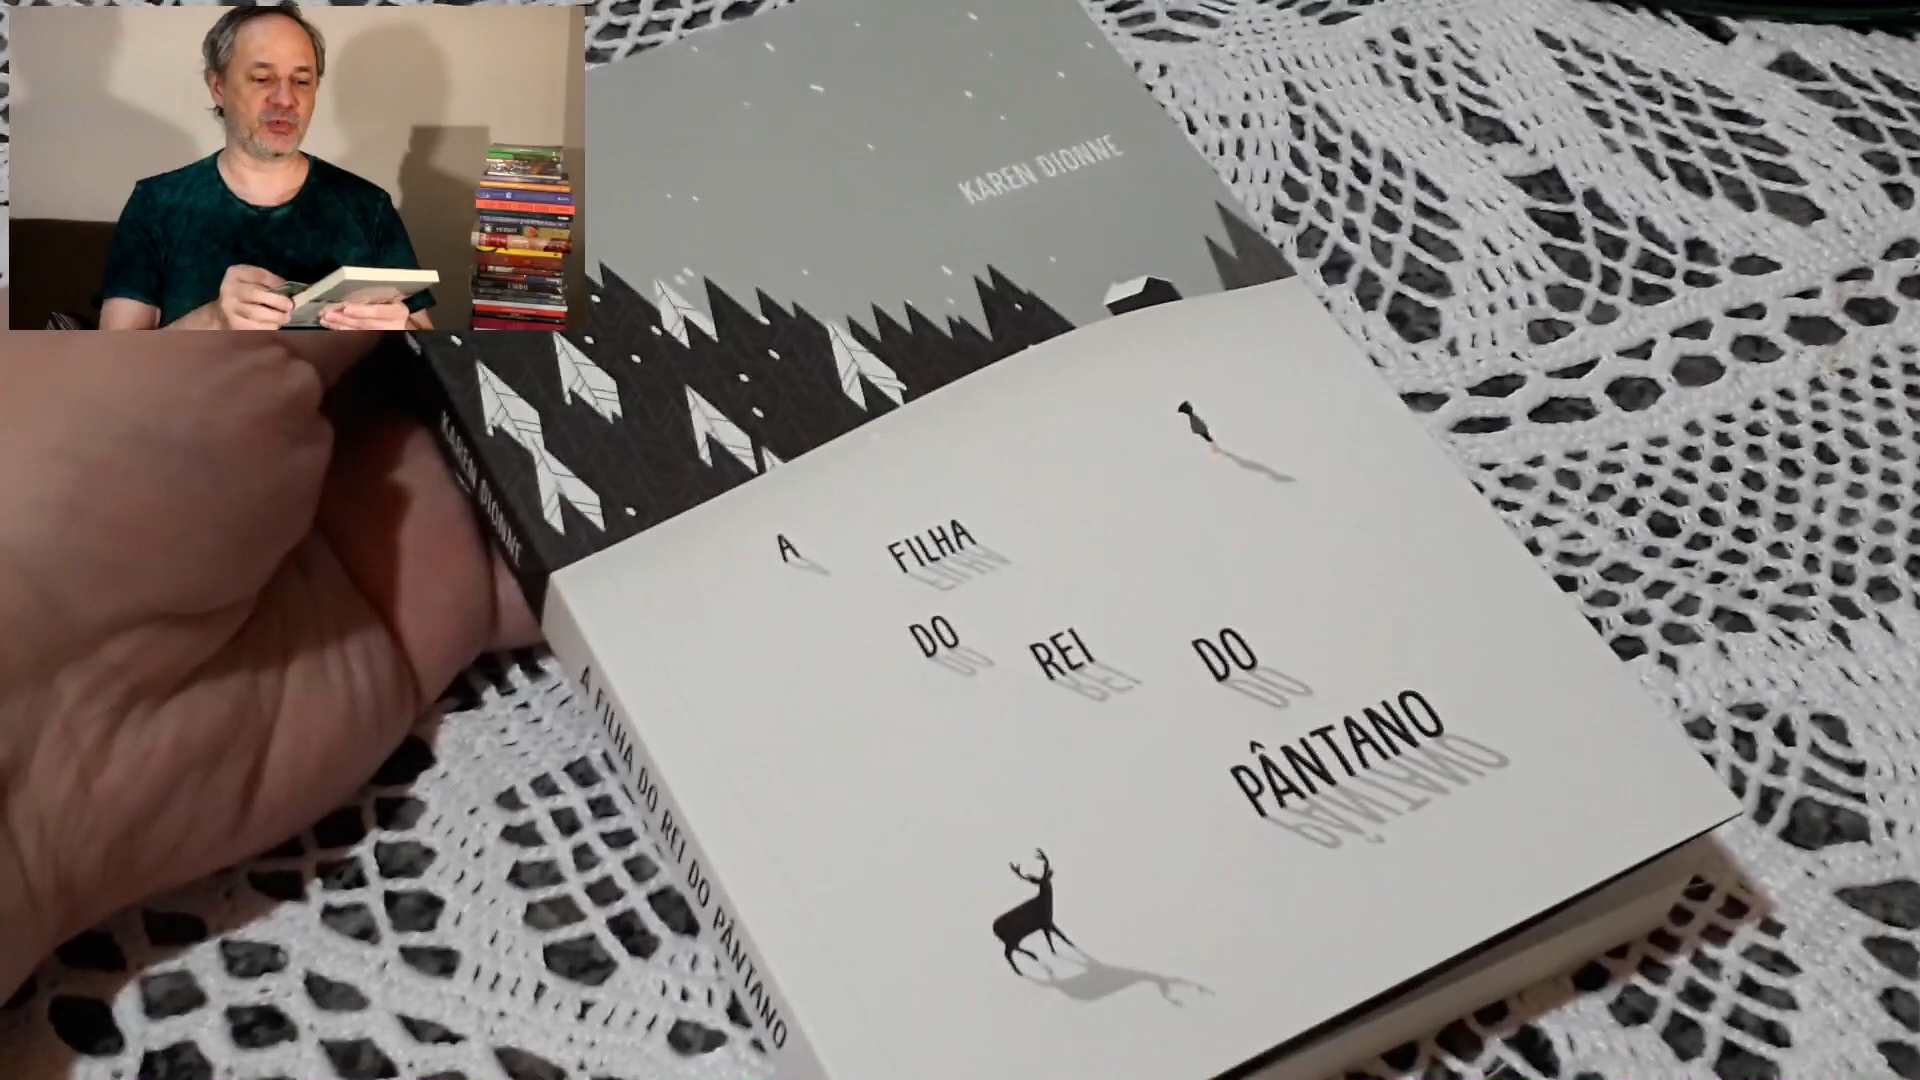 KAREN DIONNE
A FILHA
DO REI DO
PÂNTANO
KAREN DIONNE
A FILHA DO REI DO PÂNTANO